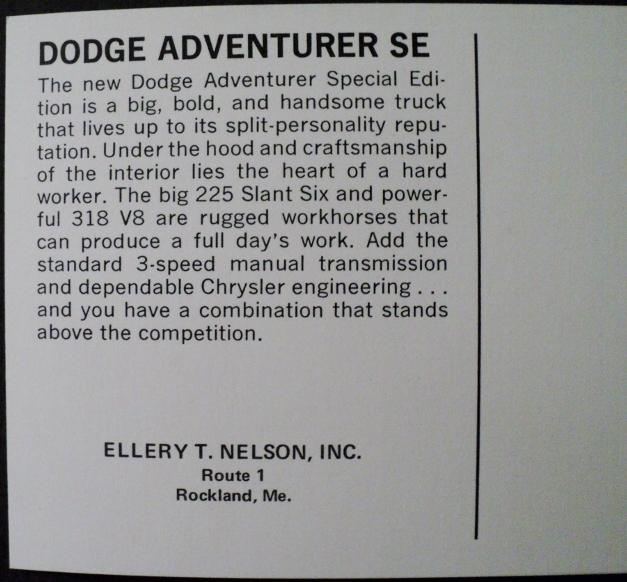 DODGE ADVENTURER SE
The new Dodge Adventurer Special Edi-
tion is a big, bold, and handsome truck
that lives up to its split-personality repu-
tation. Under the hood and craftsmanship
of the interior lies the heart of a hard
worker. The big 225 Slant Six and power-
ful 318 V8 are rugged workhorses that
can produce a full day's work. Add the
standard 3-speed manual transmission
and dependable Chrysler engineering . . .
and you have a combination that stands
above the competition.
ELLERY T. NELSON, INC.
Route 1
Rockland, Me.